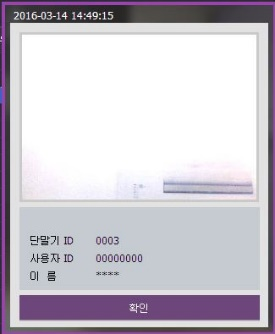 2016-03-14 14:49:15
단말기 ID 0003
사용자 ID 00000000
이 름 ****
확인